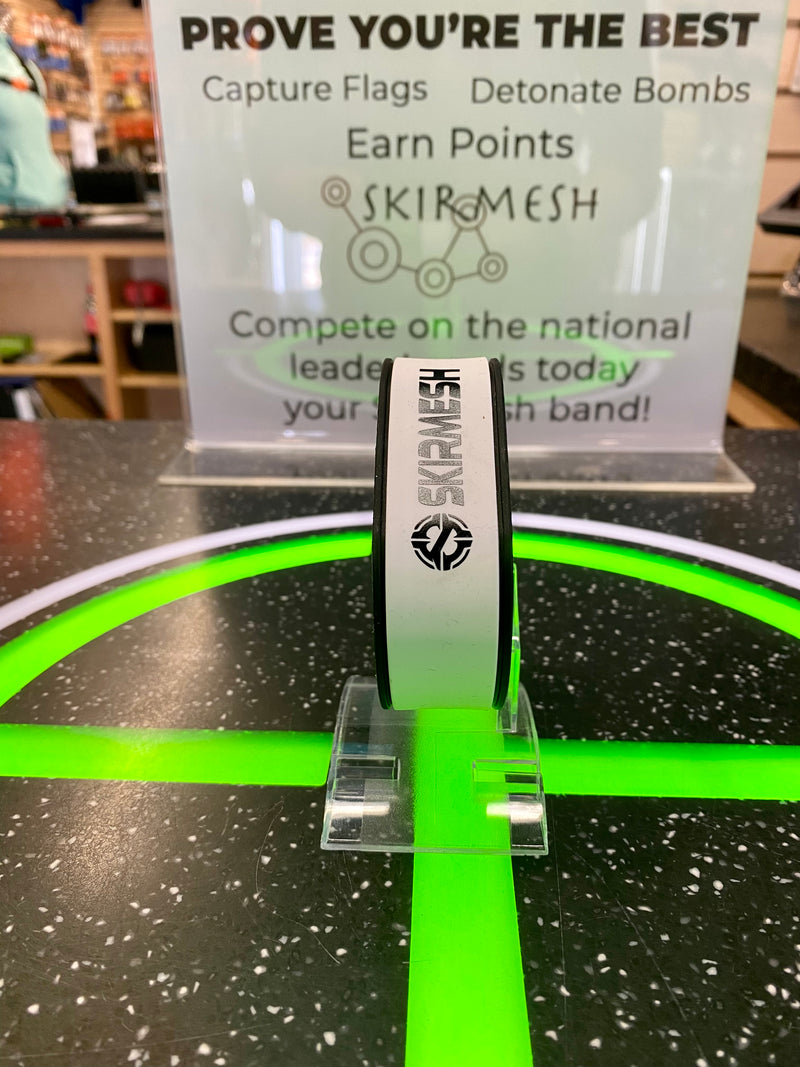 PROVE YOU'RE THE BEST
Capture Flags Detonate Bombs
Earn Points
SKIRMESH
Compete on the national
today
your band!
SKIRMESH